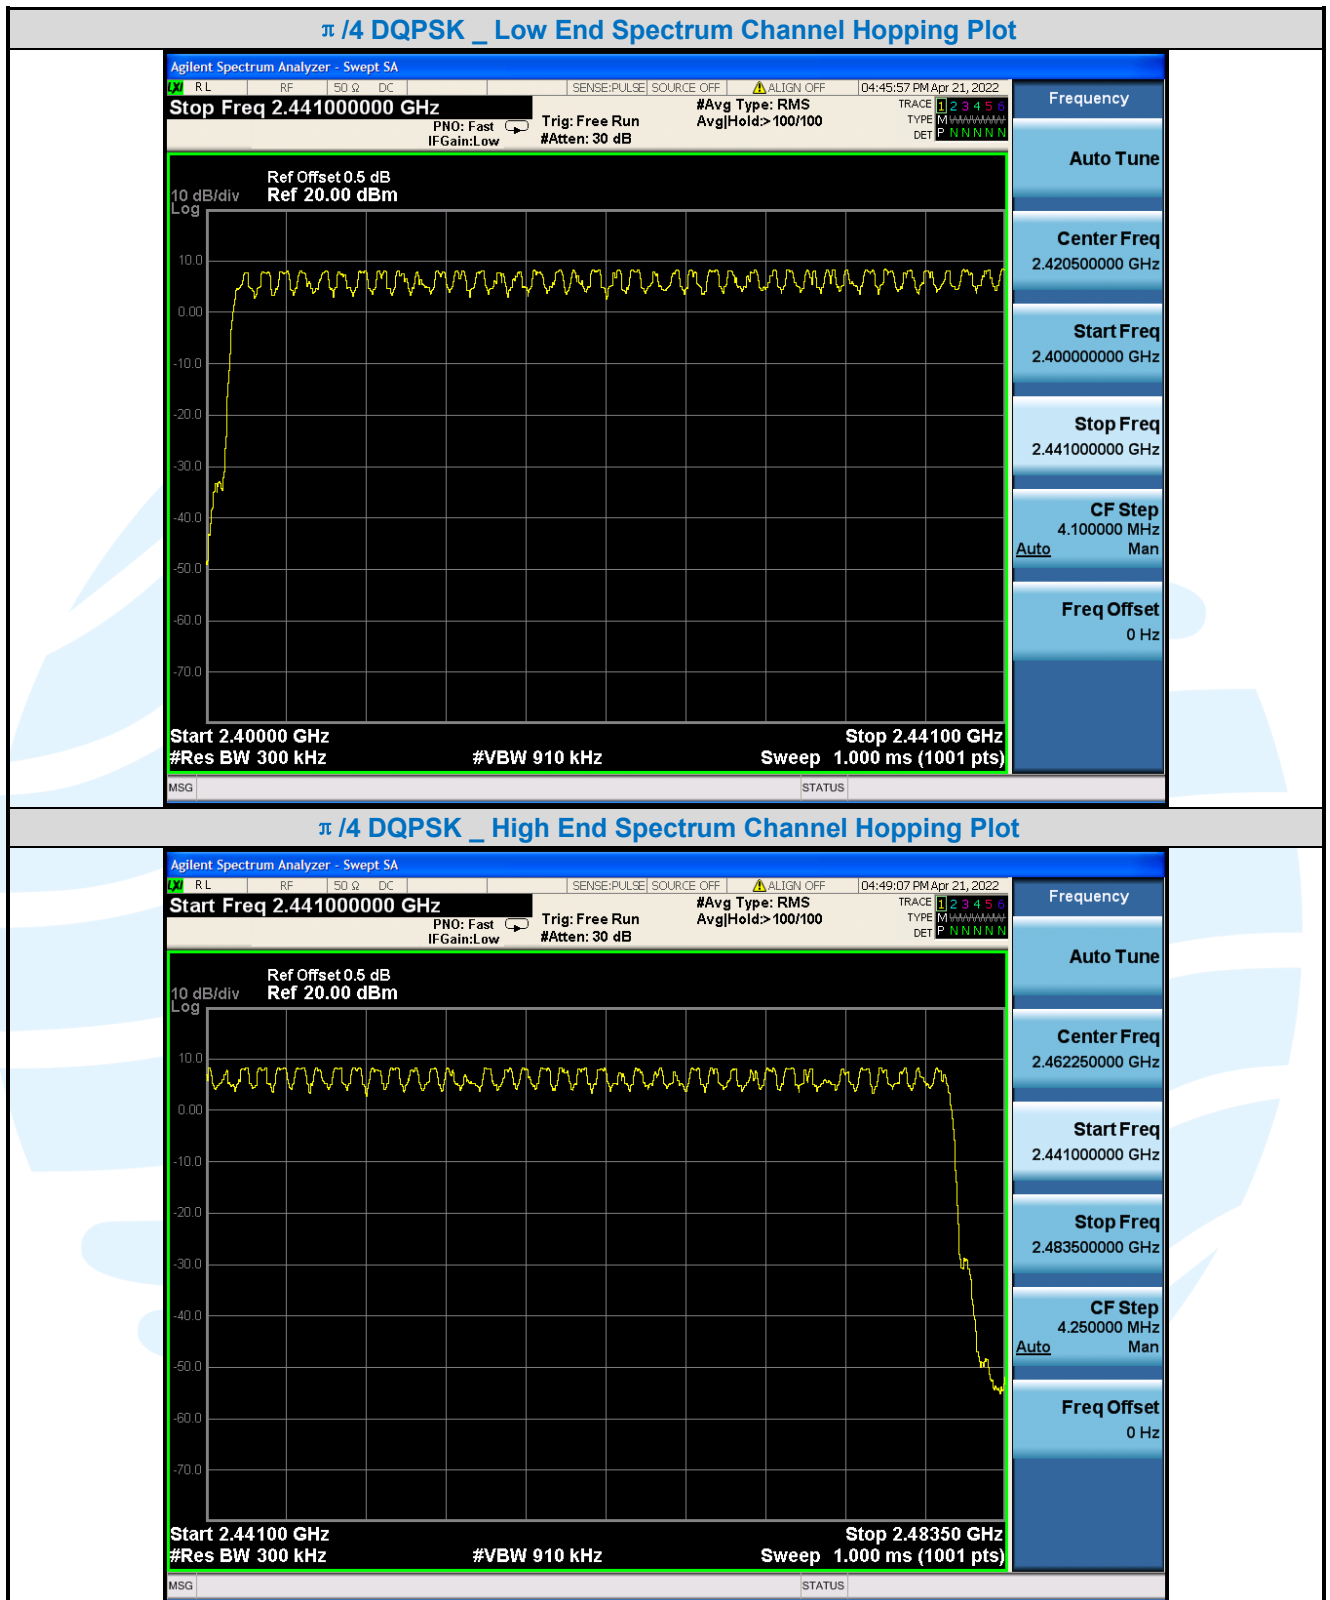 π /4 DQPSK _ Low End Spectrum Channel Hopping Plot
Agilent Spectrum Analyzer - Swept SA
LXI RL RF 50 Ω DC SENSE:PULSE SOURCE OFF ALIGN OFF 04:45:57 PM Apr 21, 2022
Stop Freq 2.441000000 GHz
PNO: Fast
IFGain:Low
Trig: Free Run
#Atten: 30 dB
#Avg Type: RMS
Avg|Hold:> 100/100
TRACE 1 2 3 4 5 6
TYPE M
DET P N N N N N
Ref Offset 0.5 dB
10 dB/div Ref 20.00 dBm
Log
10.0
0.00
-10.0
-20.0
-30.0
-40.0
-50.0
-60.0
-70.0
Start 2.40000 GHz Stop 2.44100 GHz
#Res BW 300 kHz #VBW 910 kHz Sweep 1.000 ms (1001 pts)
MSG STATUS
Frequency
Auto Tune
Center Freq
2.420500000 GHz
Start Freq
2.400000000 GHz
Stop Freq
2.441000000 GHz
CF Step
4.100000 MHz
Auto Man
Freq Offset
0 Hz
π /4 DQPSK _ High End Spectrum Channel Hopping Plot
Agilent Spectrum Analyzer - Swept SA
LXI RL RF 50 Ω DC SENSE:PULSE SOURCE OFF ALIGN OFF 04:49:07 PM Apr 21, 2022
Start Freq 2.441000000 GHz
PNO: Fast
IFGain:Low
Trig: Free Run
#Atten: 30 dB
#Avg Type: RMS
Avg|Hold:> 100/100
TRACE 1 2 3 4 5 6
TYPE M
DET P N N N N N
Ref Offset 0.5 dB
10 dB/div Ref 20.00 dBm
Log
10.0
0.00
-10.0
-20.0
-30.0
-40.0
-50.0
-60.0
-70.0
Start 2.44100 GHz Stop 2.48350 GHz
#Res BW 300 kHz #VBW 910 kHz Sweep 1.000 ms (1001 pts)
MSG STATUS
Frequency
Auto Tune
Center Freq
2.462250000 GHz
Start Freq
2.441000000 GHz
Stop Freq
2.483500000 GHz
CF Step
4.250000 MHz
Auto Man
Freq Offset
0 Hz